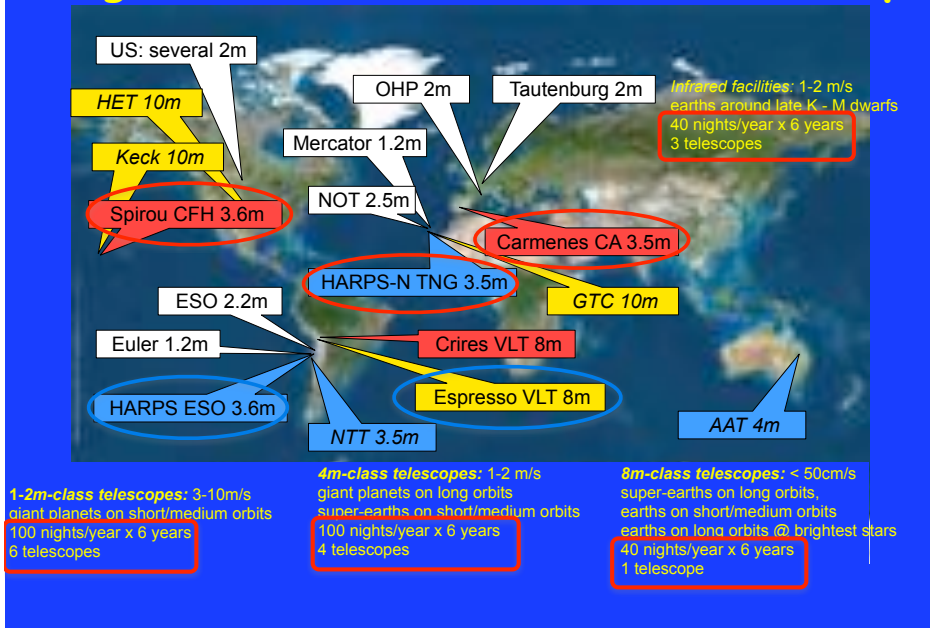 US: several 2m
HET 10m
Keck 10m
Spirou CFH 3.6m
OHP 2m
Tautenburg 2m
Mercator 1.2m
NOT 2.5m
Carmenes CA 3.5m
HARPS-N TNG 3.5m
GTC 10m
ESO 2.2m
Euler 1.2m
HARPS ESO 3.6m
NTT 3.5m
Crires VLT 8m
Espresso VLT 8m
AAT 4m
Infrared facilities: 1-2 m/s
earths around late K - M dwarfs
40 nights/year x 6 years
3 telescopes
1-2m-class telescopes: 3-10m/s
giant planets on short/medium orbits
100 nights/year x 6 years
6 telescopes
4m-class telescopes: 1-2 m/s
giant planets on long orbits
super-earths on short/medium orbits
100 nights/year x 6 years
4 telescopes
8m-class telescopes: < 50cm/s
super-earths on long orbits,
earths on short/medium orbits
earths on long orbits @ brightest stars
40 nights/year x 6 years
1 telescope